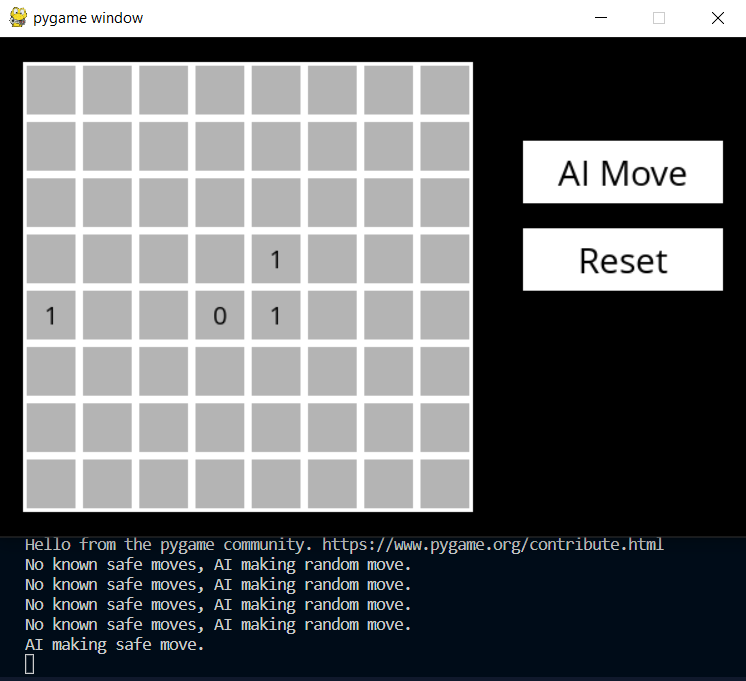 pygame window
AI Move
Reset
1
1 0 1
Hello from the pygame community. https://www.pygame.org/contribute.html
No known safe moves, AI making random move.
No known safe moves, AI making random move.
No known safe moves, AI making random move.
No known safe moves, AI making random move.
AI making safe move.